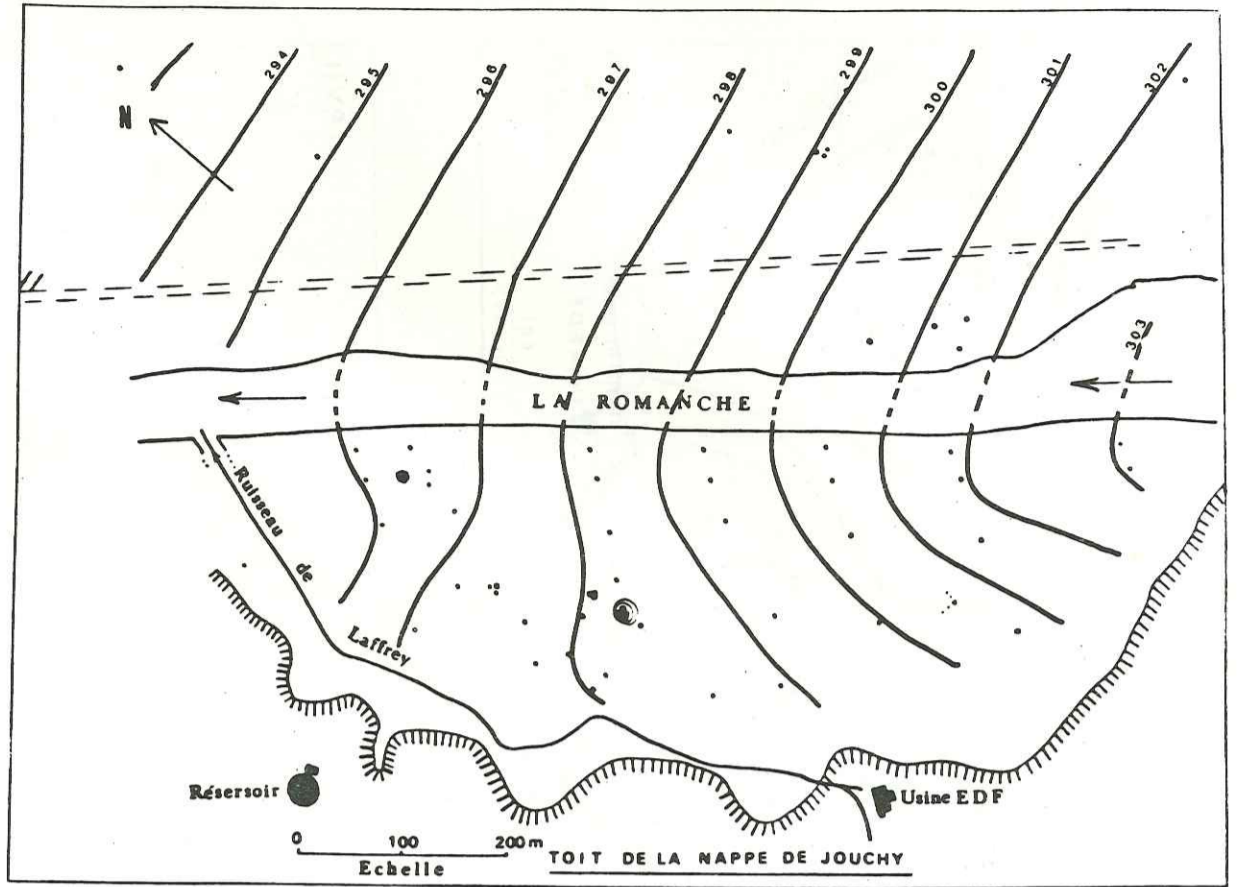 294
295
296
297
298
299
300
301
302
N
303
LA ROMANCHE
Ruisseau de Laffrey
Résersoir
Usine EDF
0 100 200 m
Echelle
TOIT DE LA NAPPE DE JOUCHY